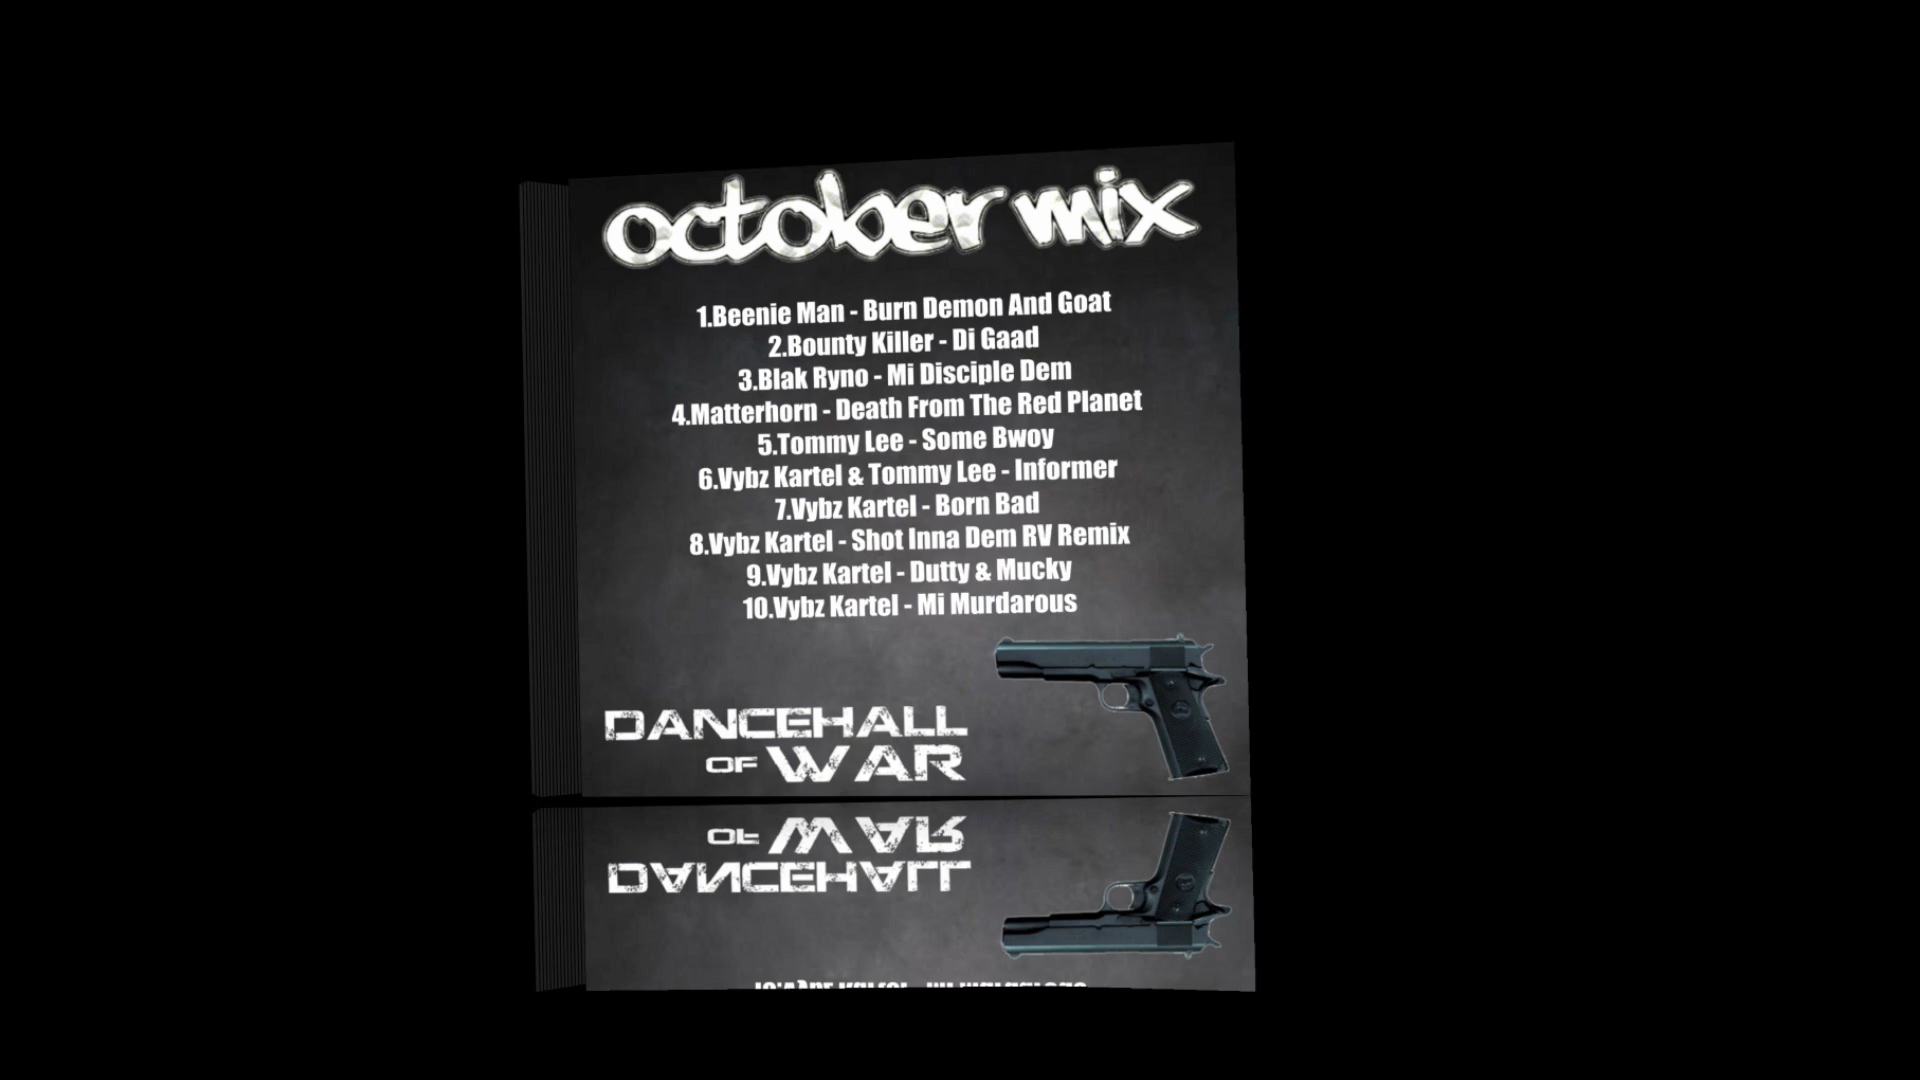 october mix
1.Beenie Man - Burn Demon And Goat
2.Bounty Killer - Di Gaad
3.Blak Ryno - Mi Disciple Dem
4.Matterhorn - Death From The Red Planet
5.Tommy Lee - Some Bwoy
6.Vybz Kartel & Tommy Lee - Informer
7.Vybz Kartel - Born Bad
8.Vybz Kartel - Shot Inna Dem RV Remix
9.Vybz Kartel - Dutty & Mucky
10.Vybz Kartel - Mi Murdarous
DANCEHALL
OF WAR